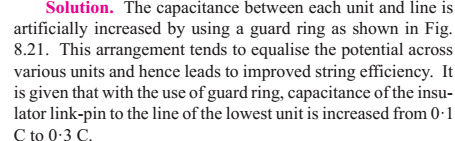 Solution. The capacitance between each unit and line is
artificially increased by using a guard ring as shown in Fig.
8.21. This arrangement tends to equalise the potential across
various units and hence leads to improved string efficiency. It
is given that with the use of guard ring, capacitance of the insu-
lator link-pin to the line of the lowest unit is increased from 0·1
C to 0·3 C.